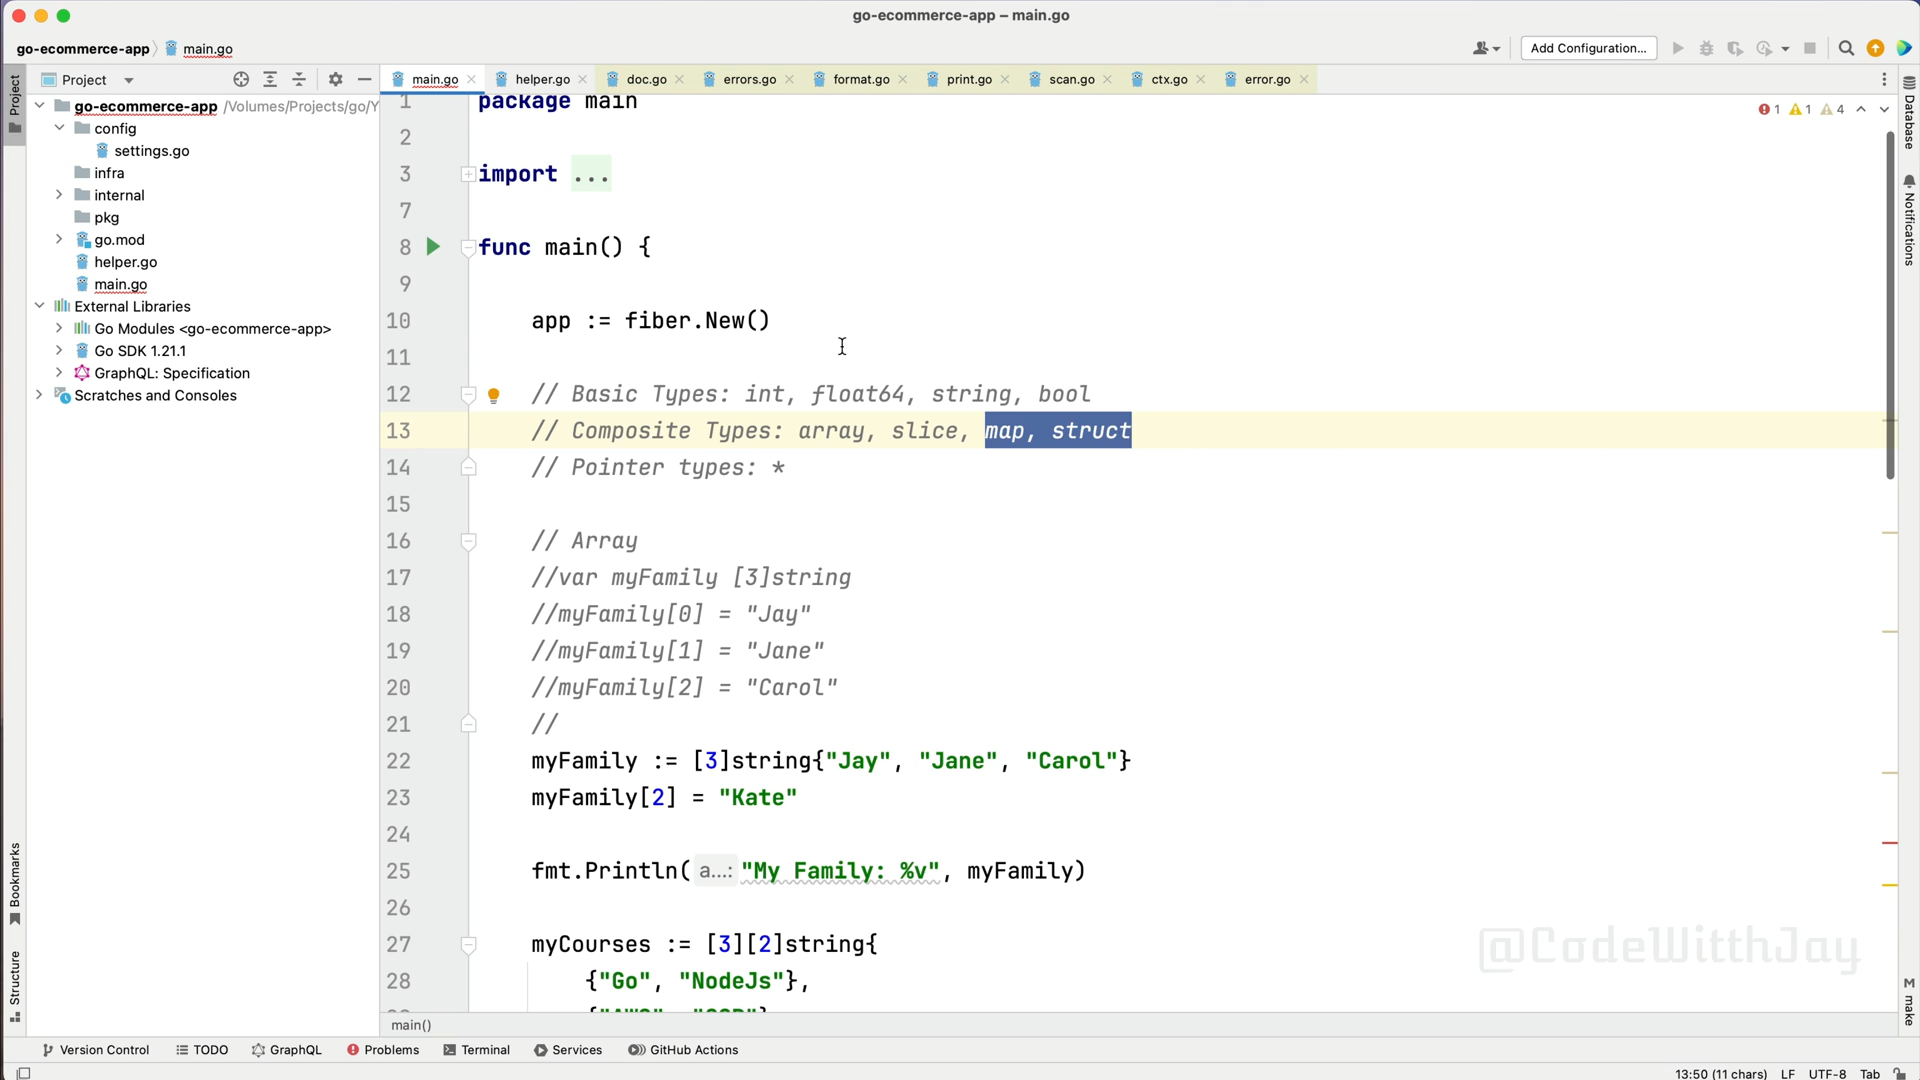 go-ecommerce-app – main.go
go-ecommerce-app
main.go
Add Configuration...
Project
Project
main.go
helper.go
doc.go
errors.go
format.go
print.go
scan.go
ctx.go
error.go
go-ecommerce-app /Volumes/Projects/go/Y
config
settings.go
infra
internal
pkg
go.mod
helper.go
main.go
External Libraries
Go Modules <go-ecommerce-app>
Go SDK 1.21.1
GraphQL: Specification
Scratches and Consoles
1 1 4
1 package main
2
3 import ...
7
8 func main() {
9
10 app := fiber.New()
11
12 // Basic Types: int, float64, string, bool
13 // Composite Types: array, slice, map, struct
14 // Pointer types: *
15
16 // Array
17 //var myFamily [3]string
18 //myFamily[0] = "Jay"
19 //myFamily[1] = "Jane"
20 //myFamily[2] = "Carol"
21 //
22 myFamily := [3]string{"Jay", "Jane", "Carol"}
23 myFamily[2] = "Kate"
24
25 fmt.Println( a...: "My Family: %v", myFamily)
26
27 myCourses := [3][2]string{
28 {"Go", "NodeJs"},
main()
Database
Notifications
make
Bookmarks
Structure
@CodeWitthJay
Version Control
TODO
GraphQL
Problems
Terminal
Services
GitHub Actions
13:50 (11 chars) LF UTF-8 Tab